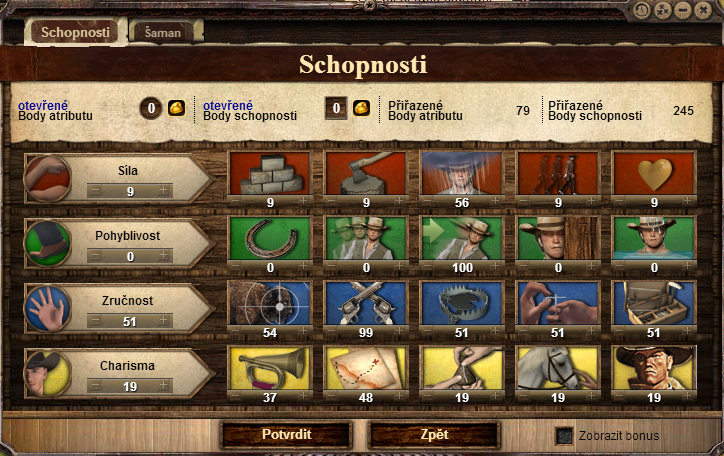 Schopnosti
Šaman
Schopnosti
otevřené
Body atributu
0
otevřené
Body schopnosti
0
Přiřazené
Body atributu
79
Přiřazené
Body schopnosti
245
Síla
9
9 9 56 9 9
Pohyblivost
0
0 0 100 0 0
Zručnost
51
54 99 51 51 51
Charisma
19
37 48 19 19 19
Potvrdit
Zpět
Zobrazit bonus